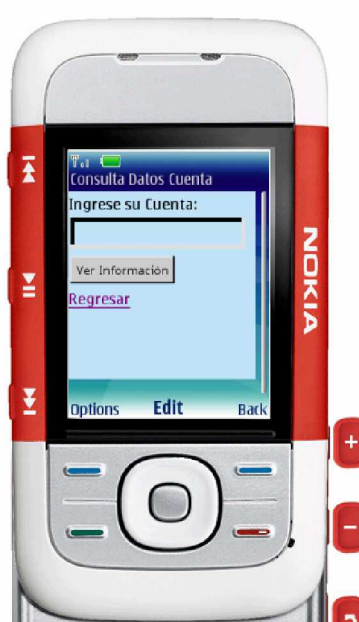 Consulta Datos Cuenta
Ingrese su Cuenta:
Ver Información
Regresar
Options Edit Back
NOKIA